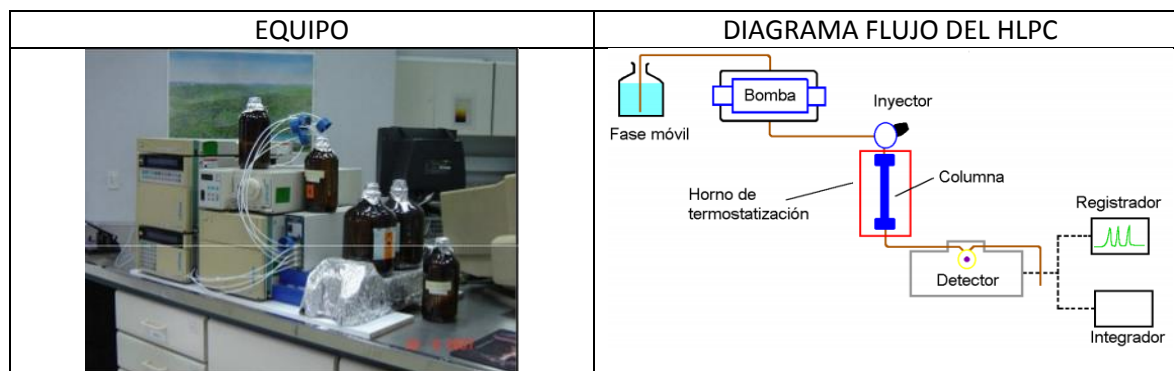 EQUIPO
DIAGRAMA FLUJO DEL HLPC
Fase móvil
Bomba
Inyector
Horno de
termostatización
Columna
Detector
Registrador
Integrador